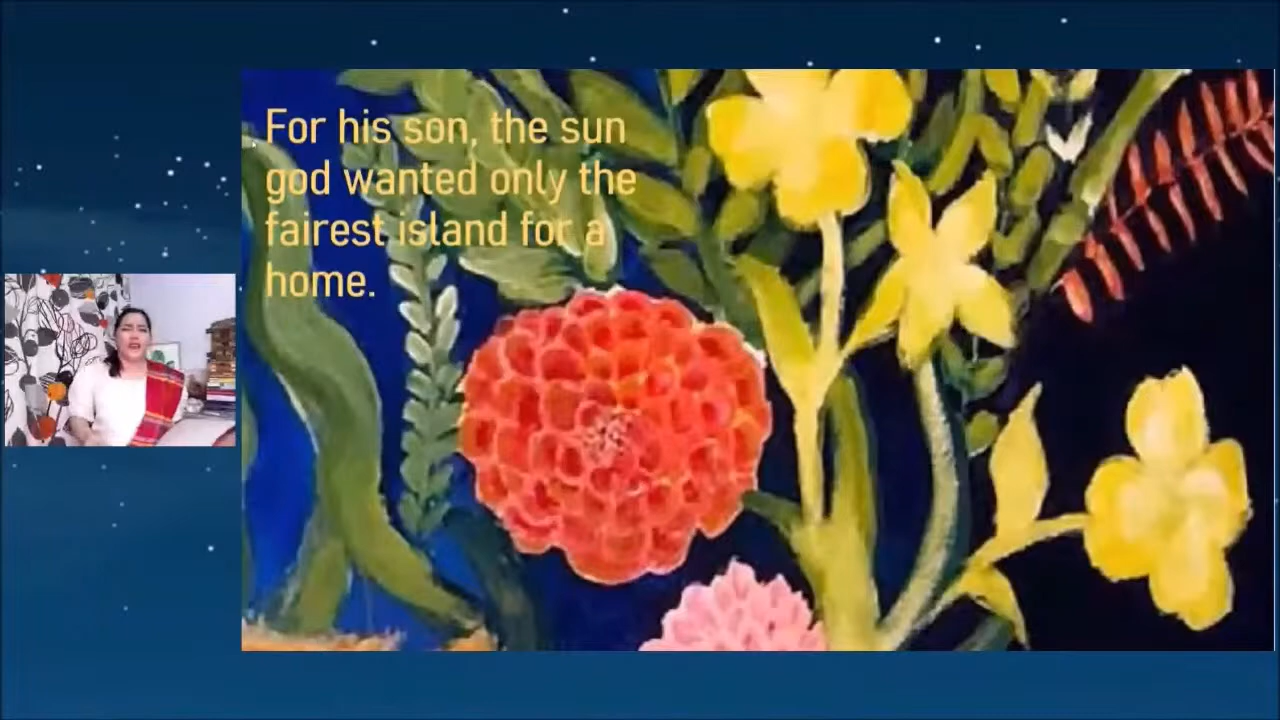 For his son, the sun
god wanted only the
fairest island for a
home.